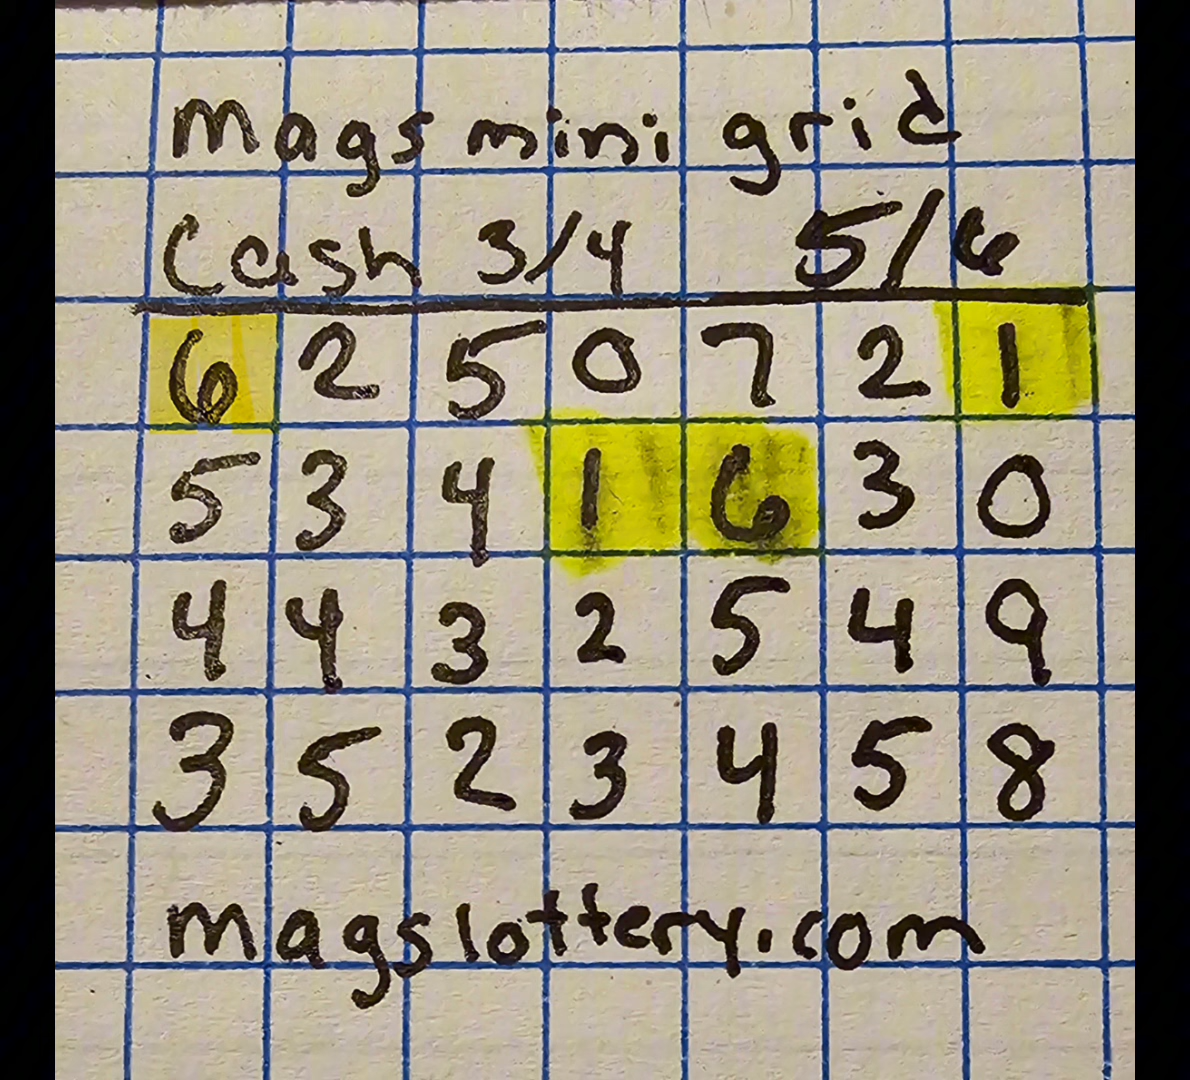 mags mini grid
Cash 3/4 5/6
6 2 5 0 7 2 1
5 3 4 1 6 3 0
4 4 3 2 5 4 9
3 5 2 3 4 5 8
magslottery.com